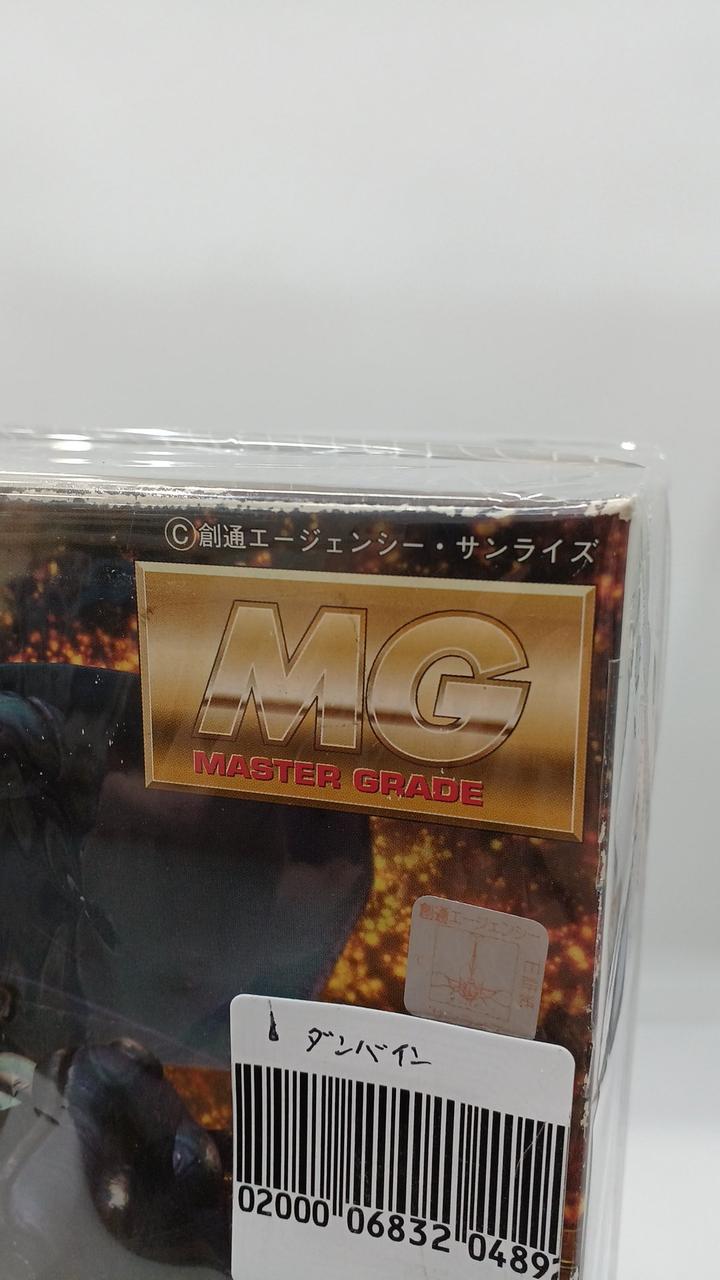 Ⓒ創通エージェンシー・サンライズ
MG
MASTER GRADE
創通エージェンシー
ダンバイン
02000 06832 0489